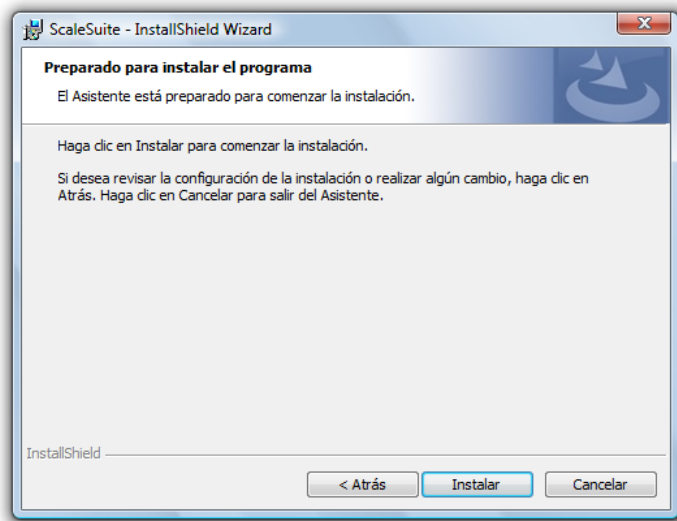 ScaleSuite - InstallShield Wizard
Preparado para instalar el programa
El Asistente está preparado para comenzar la instalación.
Haga clic en Instalar para comenzar la instalación.
Si desea revisar la configuración de la instalación o realizar algún cambio, haga clic en
Atrás. Haga clic en Cancelar para salir del Asistente.
InstallShield
< Atrás
Instalar
Cancelar